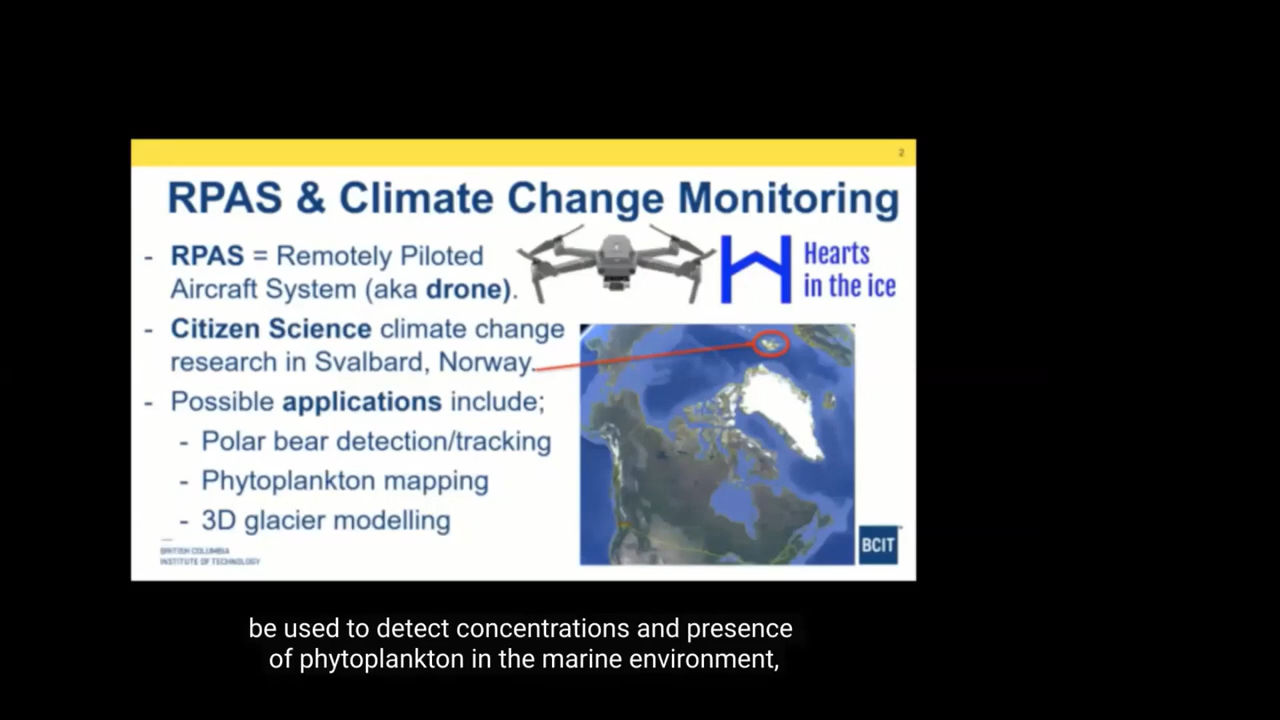 2
RPAS & Climate Change Monitoring
- RPAS = Remotely Piloted
Aircraft System (aka drone).
Hearts
in the ice
- Citizen Science climate change
research in Svalbard, Norway.
- Possible applications include;
- Polar bear detection/tracking
- Phytoplankton mapping
- 3D glacier modelling
BRITISH COLUMBIA
INSTITUTE OF TECHNOLOGY
BCIT
be used to detect concentrations and presence
of phytoplankton in the marine environment,